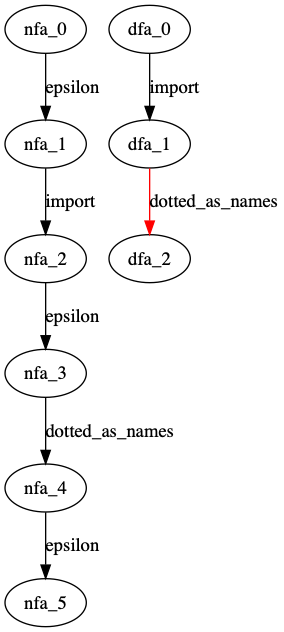 nfa_0 dfa_0
epsilon import
nfa_1 dfa_1
import dotted_as_names
nfa_2 dfa_2
epsilon
nfa_3
dotted_as_names
nfa_4
epsilon
nfa_5